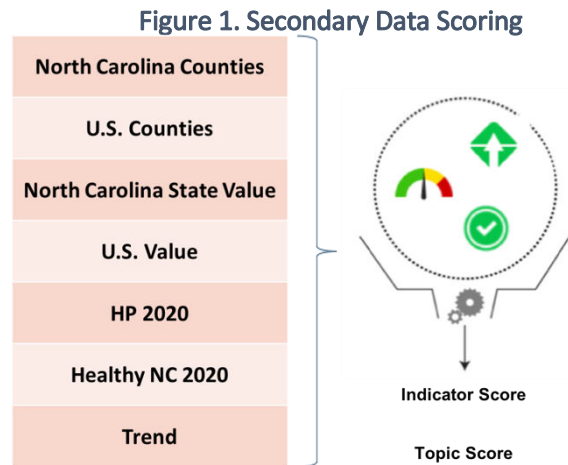 Figure 1. Secondary Data Scoring
North Carolina Counties
U.S. Counties
North Carolina State Value
U.S. Value
HP 2020
Healthy NC 2020
Trend
Indicator Score
Topic Score